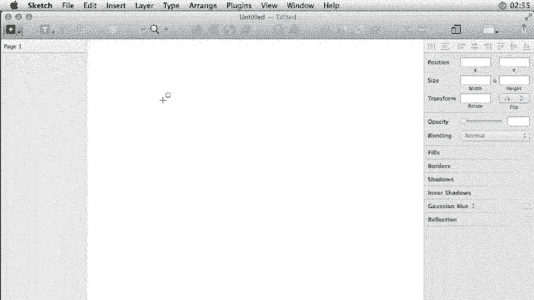 Sketch File Edit Insert Layer Type Arrange Plugins View Window Help 02:55
Untitled — Edited
Page 1
Position
X Y
Size
Width Height
Transform
Rotate Flip
Opacity
Blending Normal
Fills
Borders
Shadows
Inner Shadows
Gaussian Blur
Reflection